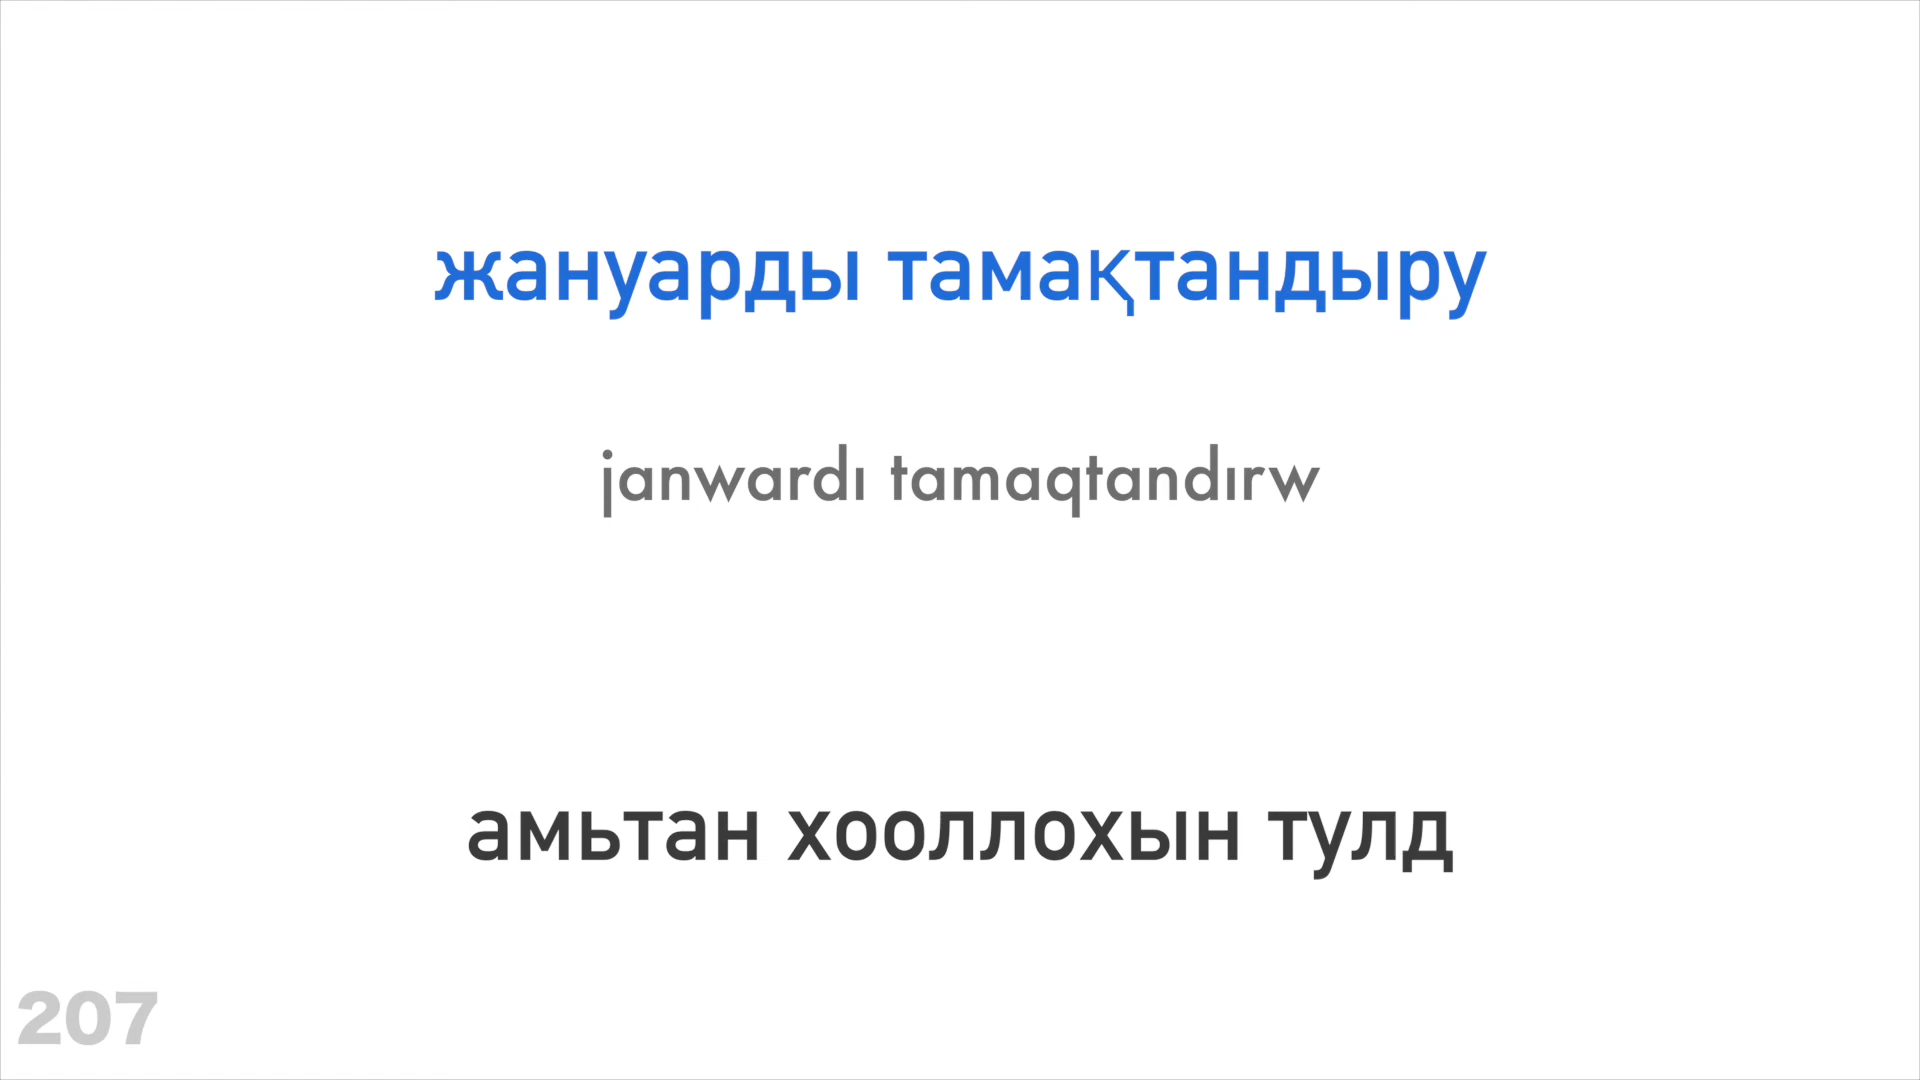 жануарды тамақтандыру
janwardı tamaqtandırw
амьтан хооллохын тулд
207